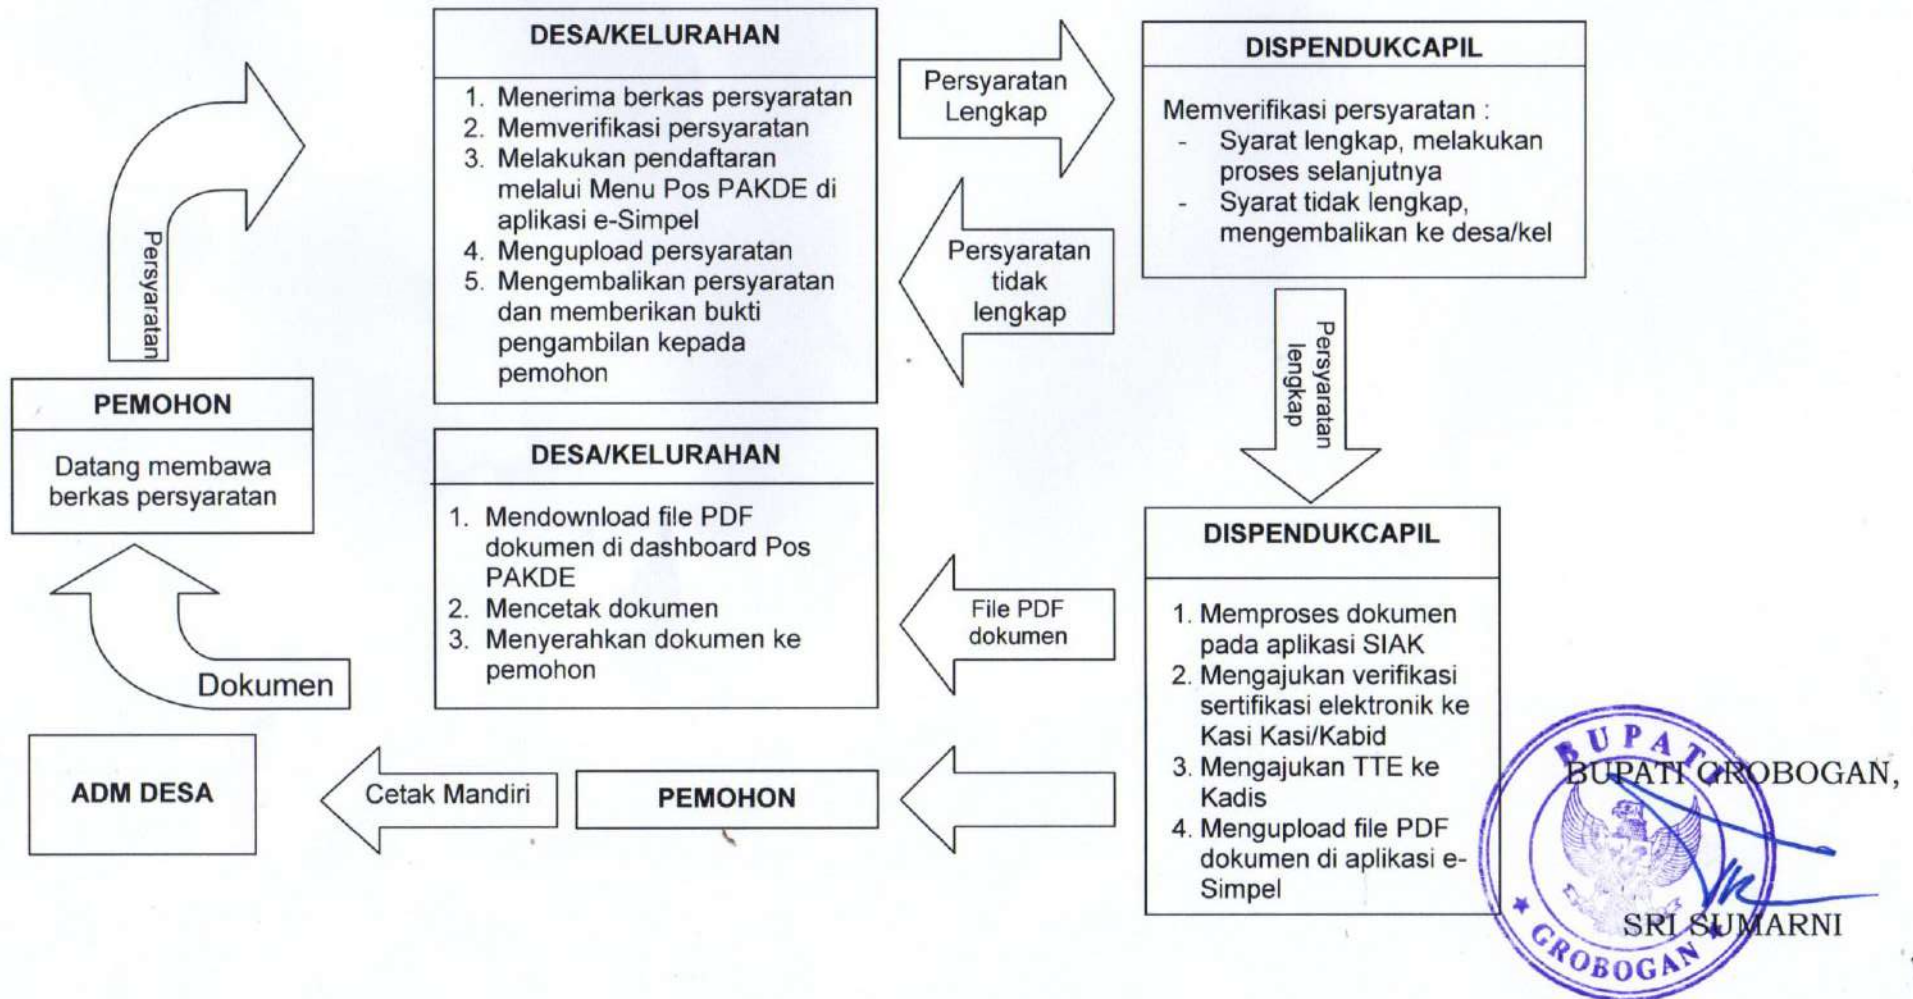 DESA/KELURAHAN
1. Menerima berkas persyaratan
2. Memverifikasi persyaratan
3. Melakukan pendaftaran
melalui Menu Pos PAKDE di
aplikasi e-Simpel
4. Mengupload persyaratan
5. Mengembalikan persyaratan
dan memberikan bukti
pengambilan kepada
pemohon
Persyaratan
Lengkap
Persyaratan
tidak
lengkap
DISPENDUKCAPIL
Memverifikasi persyaratan :
- Syarat lengkap, melakukan
proses selanjutnya
- Syarat tidak lengkap,
mengembalikan ke desa/kel
Persyaratan
Persyaratan
lengkap
PEMOHON
Datang membawa
berkas persyaratan
DESA/KELURAHAN
1. Mendownload file PDF
dokumen di dashboard Pos
PAKDE
2. Mencetak dokumen
3. Menyerahkan dokumen ke
pemohon
File PDF
dokumen
DISPENDUKCAPIL
1. Memproses dokumen
pada aplikasi SIAK
2. Mengajukan verifikasi
sertifikasi elektronik ke
Kasi Kasi/Kabid
3. Mengajukan TTE ke
Kadis
4. Mengupload file PDF
dokumen di aplikasi e-
Simpel
Dokumen
ADM DESA
Cetak Mandiri
PEMOHON
BUPATI GROBOGAN,
SRI SUMARNI
BUPATI
GROBOGAN